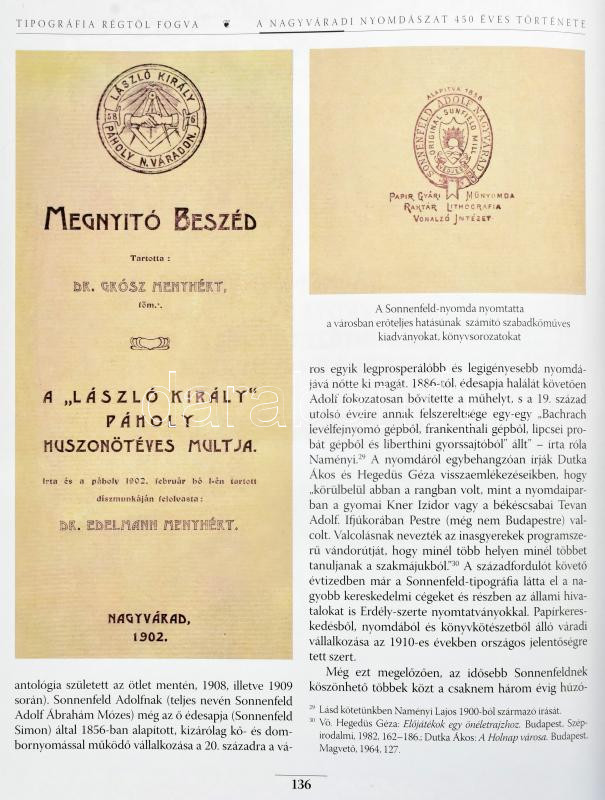 TIPOGRÁFIA RÉGTŐL FOGVA
A NAGYVÁRADI NYOMDÁSZAT 450 ÉVES TÖRTÉNETE
LÁSZLÓ KIRÁLY
58 76
PÁHOLY N.VÁRADON.
MEGNYITÓ BESZÉD
Tartotta :
DR. GRÓSZ MENYHÉRT,
főm.·.
A „LÁSZLÓ KIRÁLY“
PÁHOLY
HUSZONÖTÉVES MULTJA.
Irta és a páholy 1902. február hó 1-én tartott
diszmunkáján felolvasta :
DR. EDELMANN MENYHÉRT.
NAGYVÁRAD,
1902.
antológia született az ötlet mentén, 1908, illetve 1909
során). Sonnenfeld Adolfnak (teljes nevén Sonnenfeld
Adolf Ábrahám Mózes) még az ő édesapja (Sonnenfeld
Simon) által 1856-ban alapított, kizárólag kő- és dom-
bornyomással működő vállalkozása a 20. századra a vá-
ALAPITVA 1856
SONNENFELD ADOLF NAGYVÁRAD
ORIGINAL SUNFIELD MILL
PAPIR GYÁRI MŰNYOMDA
RAKTÁR LITHOGRAFIA
VONALZÓ INTÉZET.
A Sonnenfeld-nyomda nyomtatta
a városban erőteljes hatásúnak számító szabadkőműves
kiadványokat, könyvsorozatokat
ros egyik legprosperálóbb és legigényesebb nyomdá-
jává nőtte ki magát. 1886-tól, édesapja halálát követően
Adolf fokozatosan bővítette a műhelyt, s a 19. század
utolsó éveire annak felszereltsége egy-egy „Bachrach
levélfejnyomó gépből, frankenthali gépből, lipcsei pro-
bát gépből és liberthini gyorssajtóból” állt” – írta róla
Naményi.29 A nyomdáról egybehangzóan írják Dutka
Ákos és Hegedüs Géza visszaemlékezéseikben, hogy
„körülbelül abban a rangban volt, mint a nyomdaipar-
ban a gyomai Kner Izidor vagy a békéscsabai Tevan
Adolf. Ifjúkorában Pestre (még nem Budapestre) val-
colt. Valcolásnak nevezték az inasgyerekek programsze-
rű vándorútját, hogy minél több helyen minél többet
tanuljanak a szakmájukból.”30 A századfordulót követő
évtizedben már a Sonnenfeld-tipográfia látta el a na-
gyobb kereskedelmi cégeket és részben az állami hiva-
talokat is Erdély-szerte nyomtatványokkal. Papírkeres-
kedésből, nyomdából és könyvkötészetből álló váradi
vállalkozása az 1910-es években országos jelentőségre
tett szert.
Még ezt megelőzően, az idősebb Sonnenfeldnek
köszönhető többek közt a csaknem három évig húzó-
29 Lásd kötetünkben Naményi Lajos 1900-ból származó írását.
30 Vö. Hegedüs Géza: Előjátékok egy önéletrajzhoz. Budapest, Szép-
irodalmi, 1982, 162–186.; Dutka Ákos: A Holnap városa. Budapest.
Magvető, 1964, 127.
136